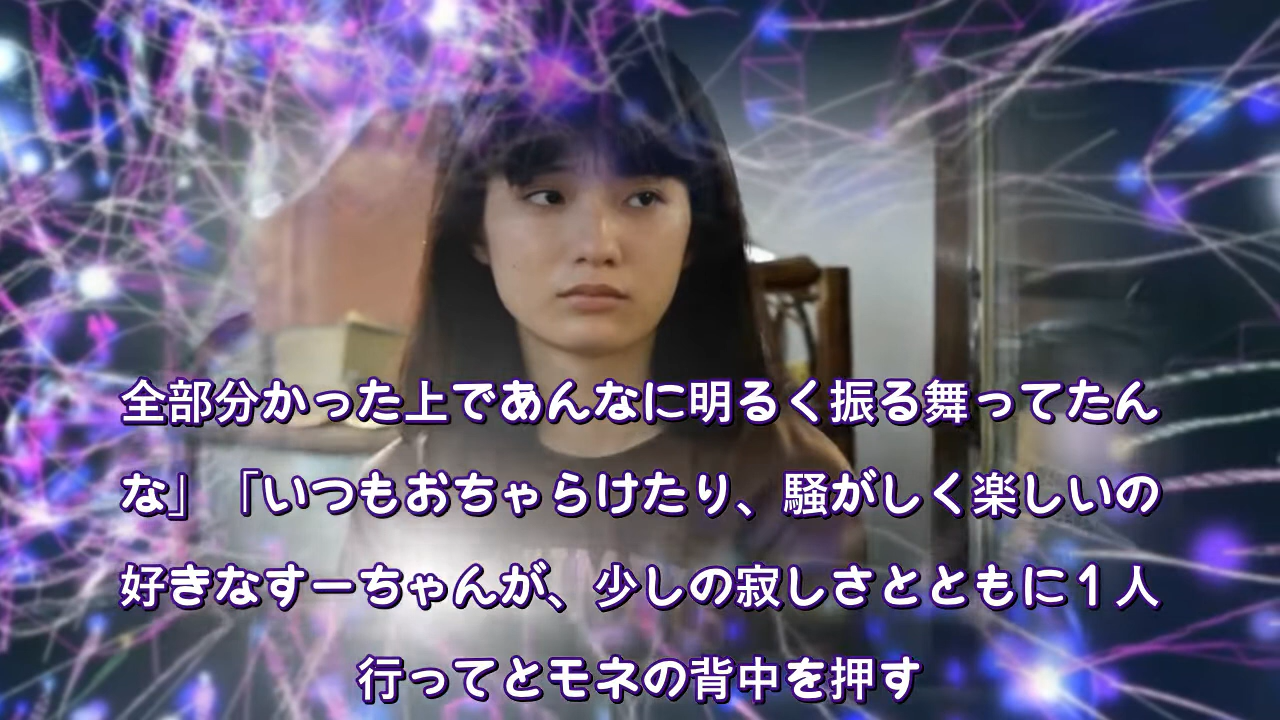 全部分かった上であんなに明るく振る舞ってたん
な」「いつもおちゃらけたり、騒がしく楽しいの
好きなすーちゃんが、少しの寂しさとともに１人
行ってとモネの背中を押す